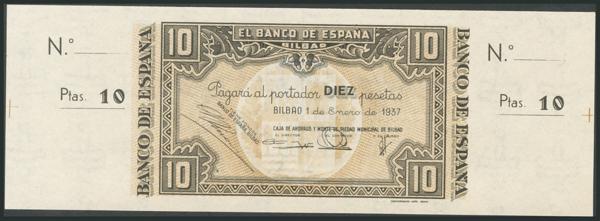 N.º
Ptas. 10
BANCO DE ESPAÑA
10
EL BANCO DE ESPAÑA
BILBAO
10
Pagará al portador DIEZ pesetas
BILBAO 1 de Enero de 1937
CAJA DE AHORROS Y MONTE DE PIEDAD MUNICIPAL DE BILBAO
EL DIRECTOR
10
10
BANCO DE ESPAÑA
N.º
Ptas. 10